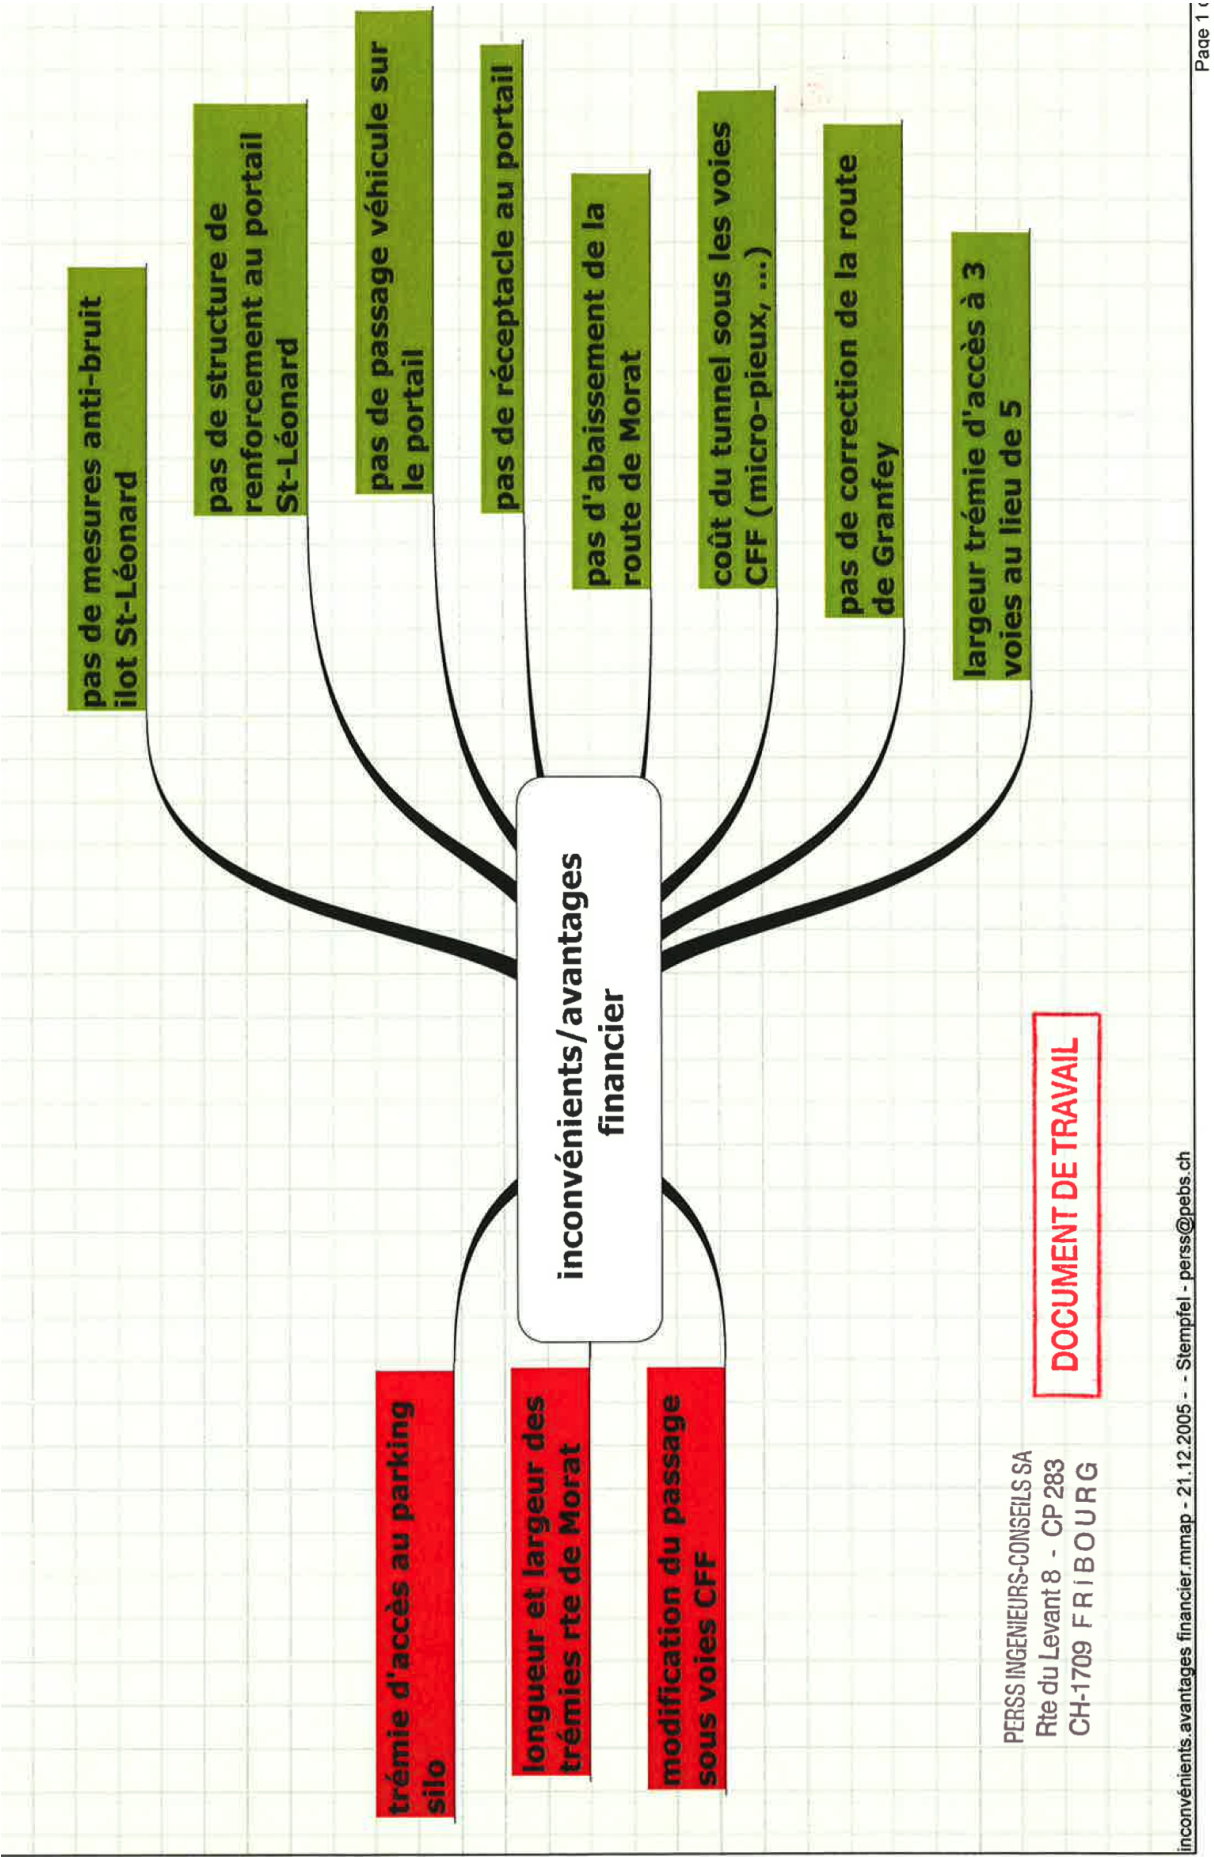 pas de mesures anti-bruit
ilot St-Léonard
pas de structure de
renforcement au portail
St-Léonard
pas de passage véhicule sur
le portail
pas de réceptacle au portail
pas d'abaissement de la
route de Morat
coût du tunnel sous les voies
CFF (micro-pieux, ...)
pas de correction de la route
de Granfey
largeur trémie d'accès à 3
voies au lieu de 5
inconvénients/avantages
financier
trémie d'accès au parking
silo
longueur et largeur des
trémies rte de Morat
modification du passage
sous voies CFF
PERSS INGENIEURS-CONSEILS SA
Rte du Levant 8 - CP 283
CH-1709 FRIBOURG
DOCUMENT DE TRAVAIL
inconvénients.avantages financier.mmap - 21.12.2005 - - Stempfel - perss@pebs.ch
Page 1